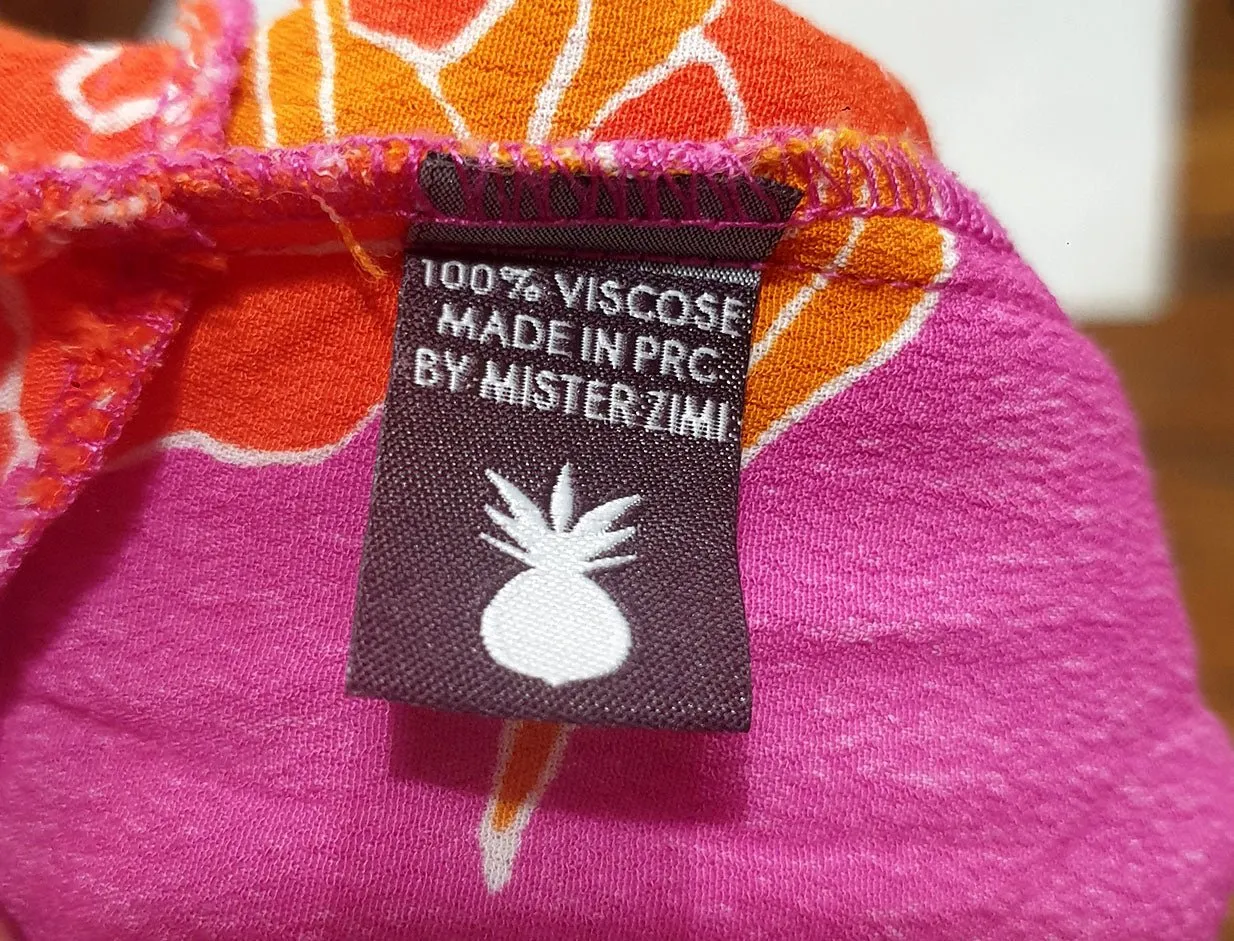 100% VISCOSE
MADE IN PRC
BY MISTER ZIMI